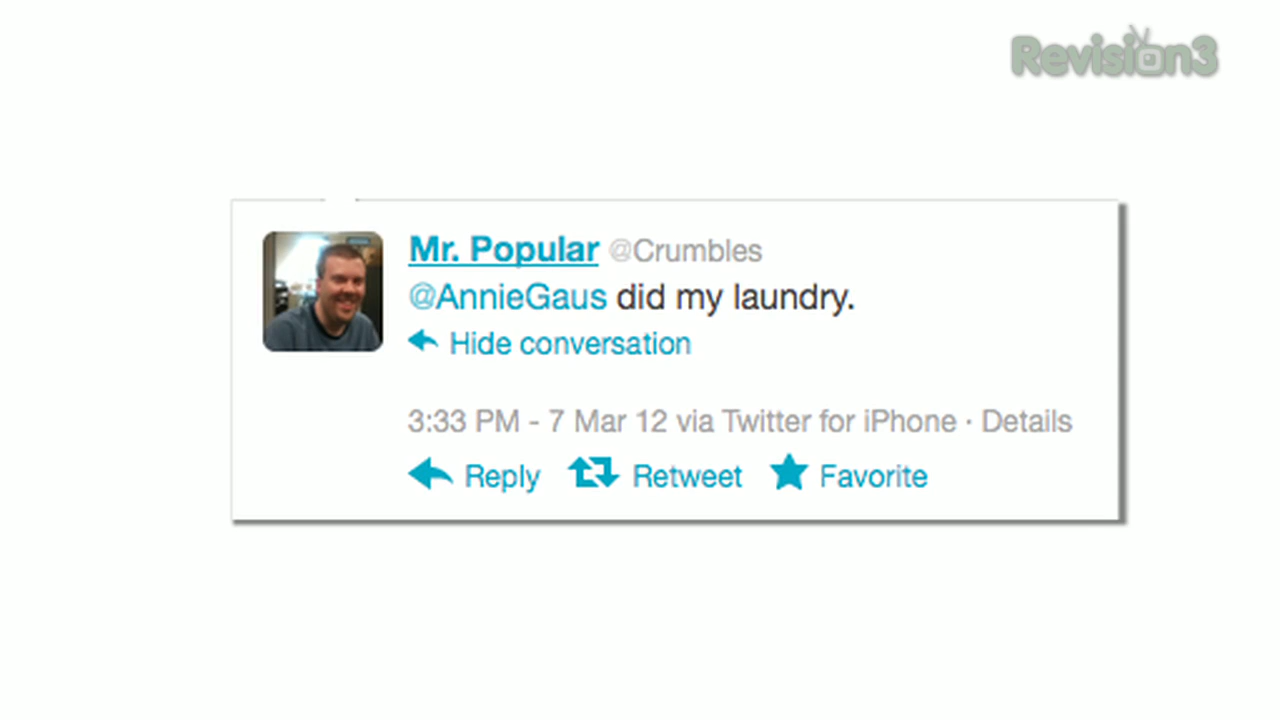 Revision3
Mr. Popular @Crumbles
@AnnieGaus did my laundry.
Hide conversation
3:33 PM - 7 Mar 12 via Twitter for iPhone · Details
Reply Retweet Favorite